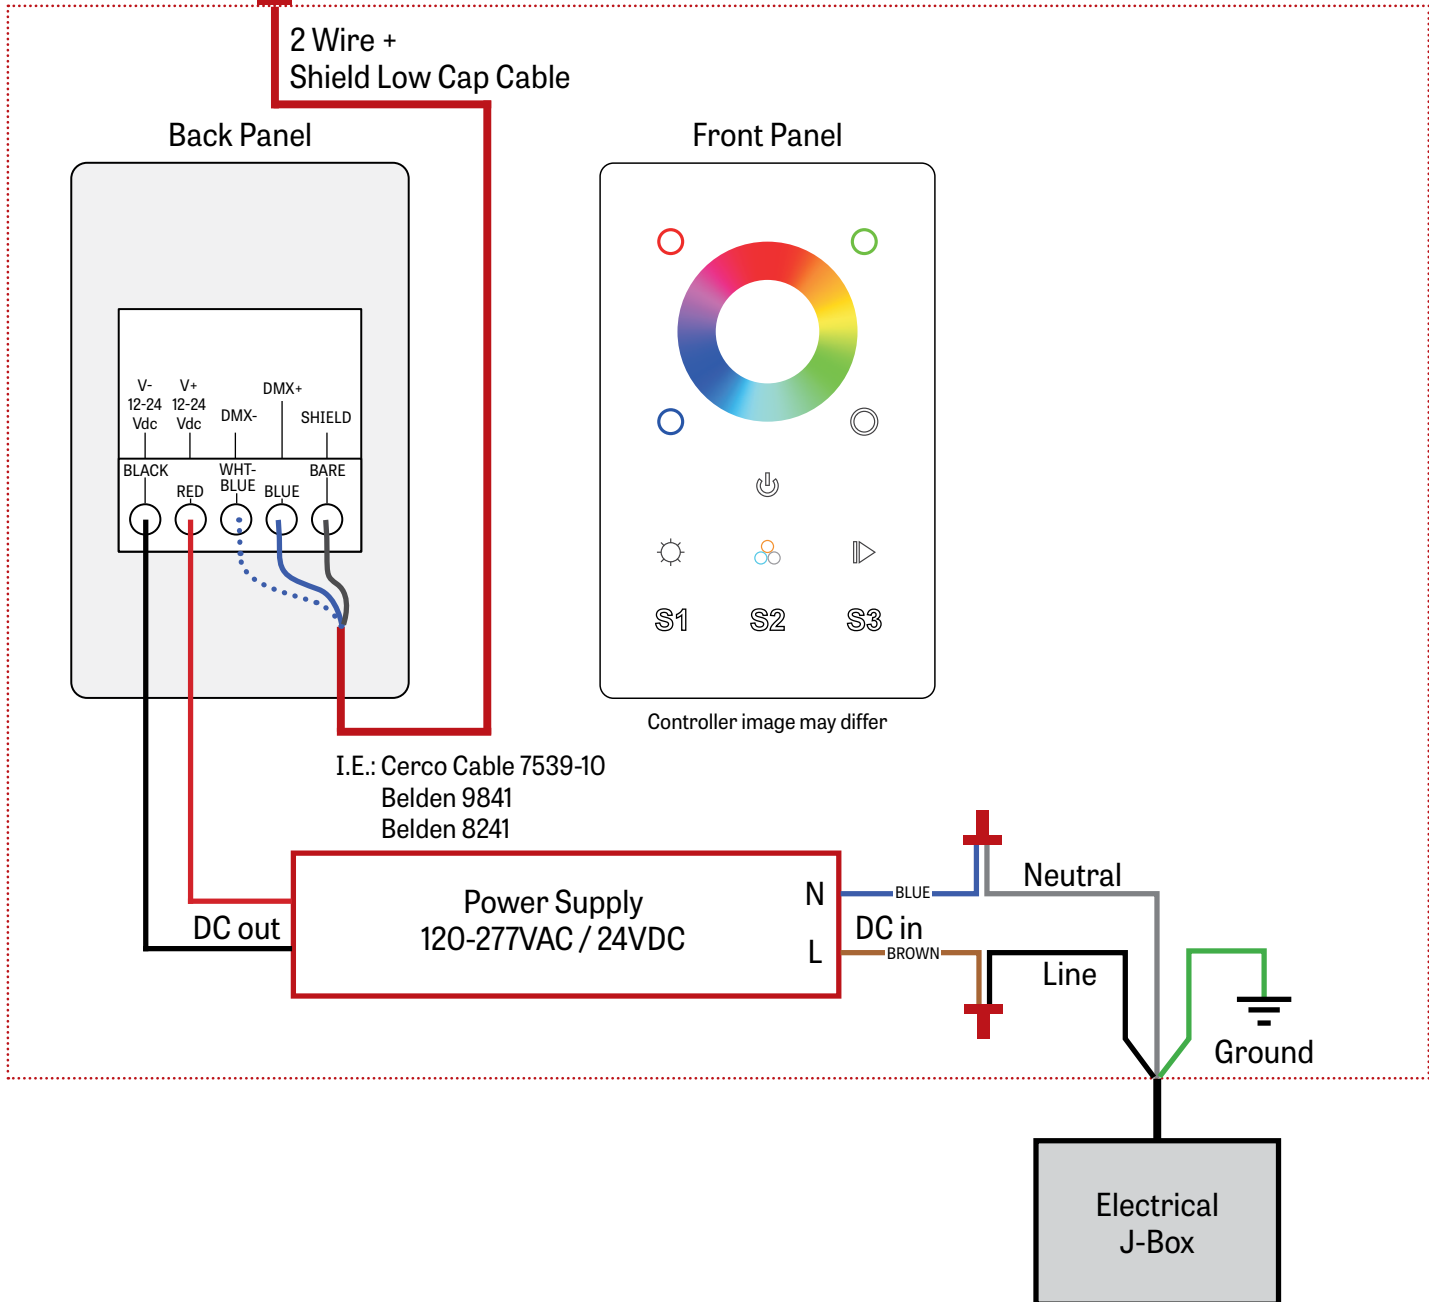 2 Wire +
Shield Low Cap Cable
Back Panel
Front Panel
V-
12-24
Vdc
V+
12-24
Vdc
DMX-
DMX+
SHIELD
BLACK
RED
WHT-
BLUE
BLUE
BARE
S1 S2 S3
Controller image may differ
I.E.: Cerco Cable 7539-10
Belden 9841
Belden 8241
DC out
Power Supply
120-277VAC / 24VDC
N
L
BLUE
DC in
BROWN
Neutral
Line
Ground
Electrical
J-Box